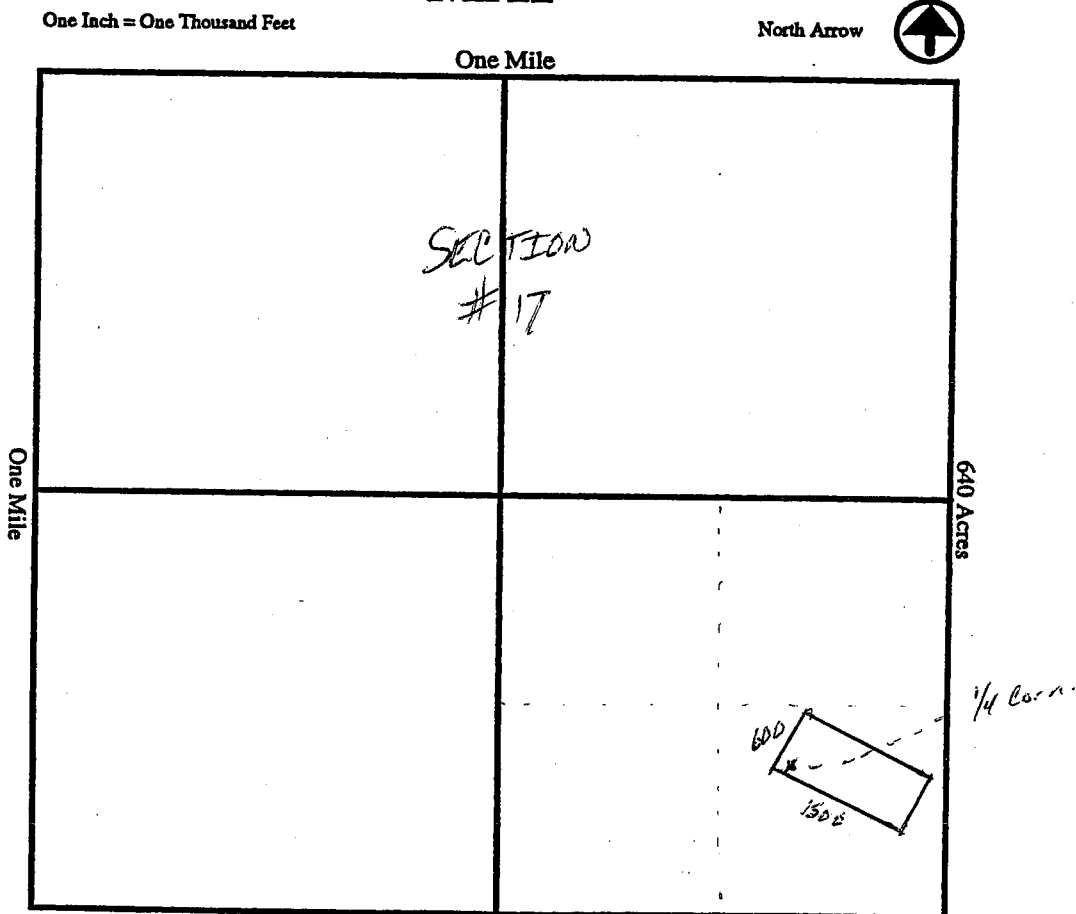 One Inch = One Thousand Feet
North Arrow
One Mile
SECTION
# 17
One Mile
640 Acres
1/4 Corn.
600
1500